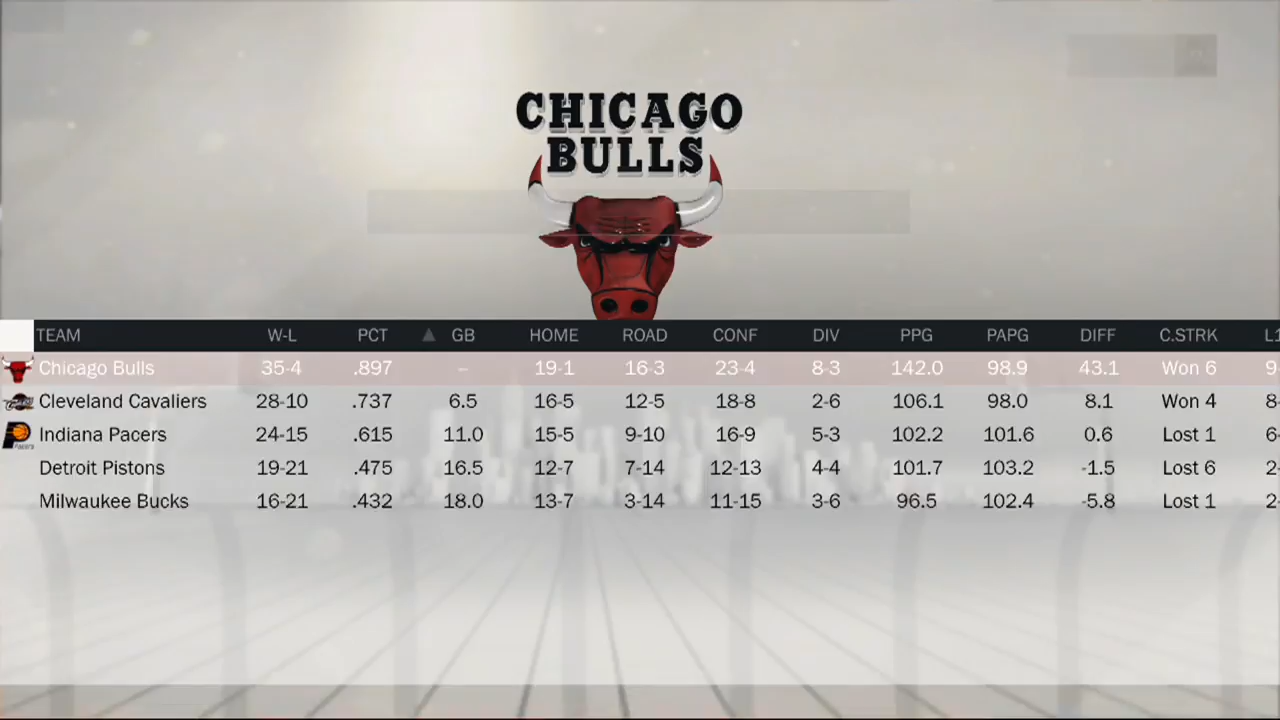 CHICAGO
BULLS
TEAM W-L PCT ▲ GB HOME ROAD CONF DIV PPG PAPG DIFF C.STRK
Chicago Bulls 35-4 .897 – 19-1 16-3 23-4 8-3 142.0 98.9 43.1 Won 6
Cleveland Cavaliers 28-10 .737 6.5 16-5 12-5 18-8 2-6 106.1 98.0 8.1 Won 4
Indiana Pacers 24-15 .615 11.0 15-5 9-10 16-9 5-3 102.2 101.6 0.6 Lost 1
Detroit Pistons 19-21 .475 16.5 12-7 7-14 12-13 4-4 101.7 103.2 -1.5 Lost 6
Milwaukee Bucks 16-21 .432 18.0 13-7 3-14 11-15 3-6 96.5 102.4 -5.8 Lost 1